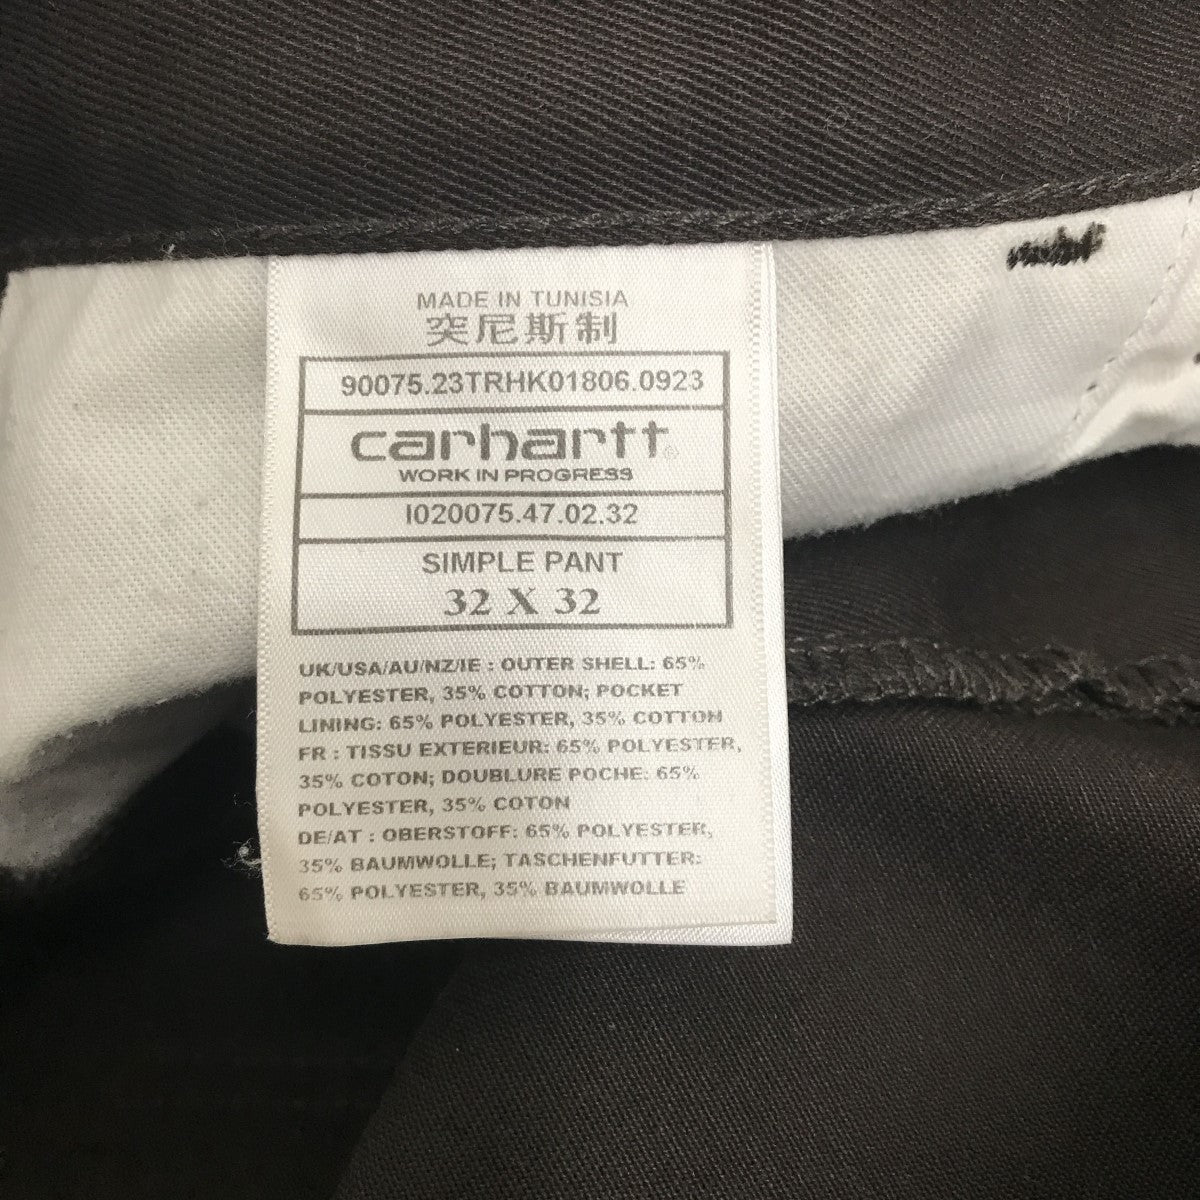 MADE IN TUNISIA
突尼斯制
90075.23TRHK01806.0923
carhartt®
WORK IN PROGRESS
I020075.47.02.32
SIMPLE PANT
32 X 32
UK/USA/AU/NZ/IE : OUTER SHELL: 65%
POLYESTER, 35% COTTON; POCKET
LINING: 65% POLYESTER, 35% COTTON
FR : TISSU EXTERIEUR: 65% POLYESTER,
35% COTON; DOUBLURE POCHE: 65%
POLYESTER, 35% COTON
DE/AT : OBERSTOFF: 65% POLYESTER,
35% BAUMWOLLE; TASCHENFUTTER:
65% POLYESTER, 35% BAUMWOLLE